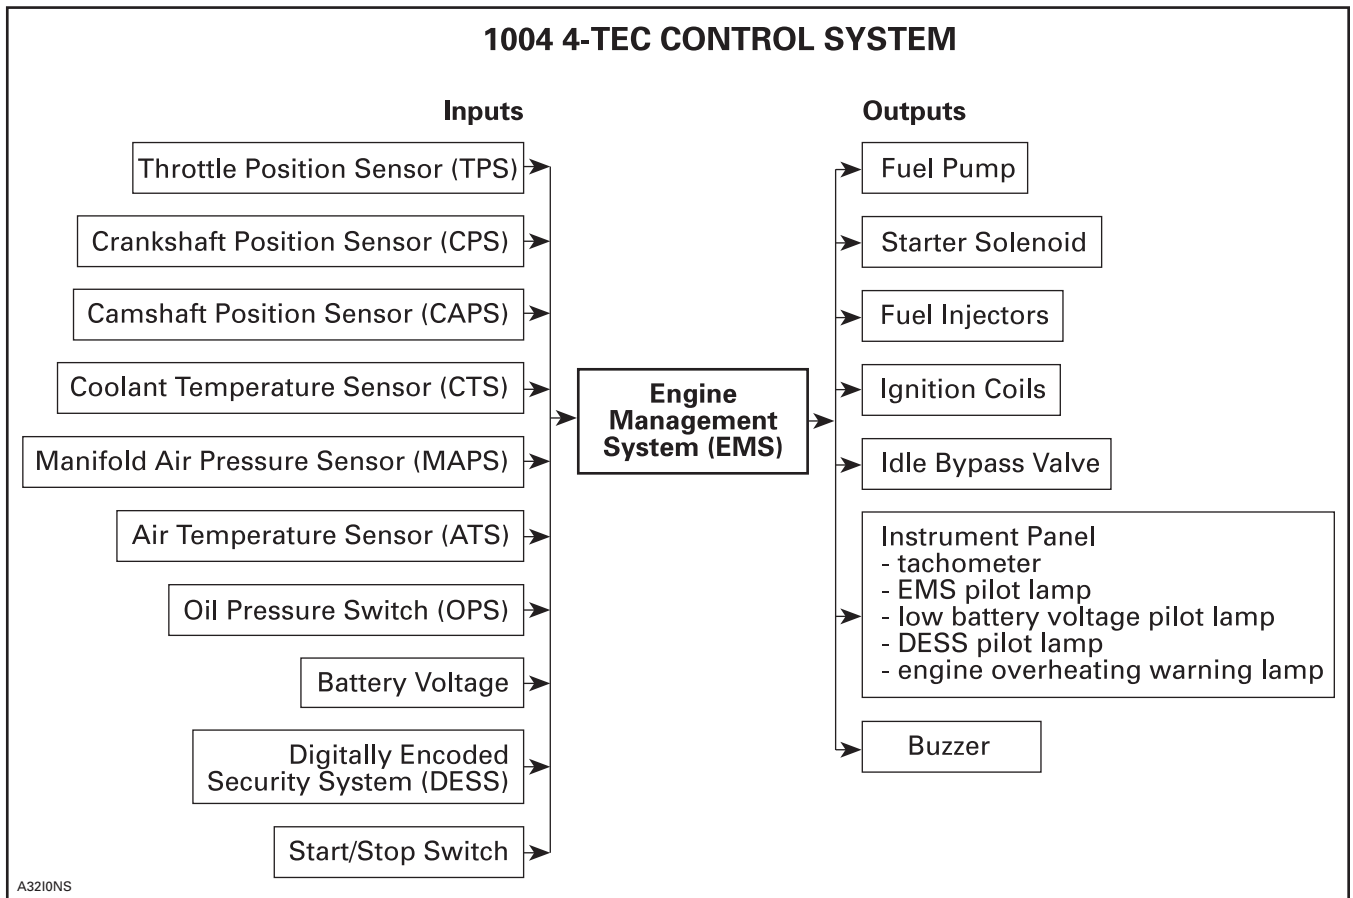 1004 4-TEC CONTROL SYSTEM
Inputs
Throttle Position Sensor (TPS)
Crankshaft Position Sensor (CPS)
Camshaft Position Sensor (CAPS)
Coolant Temperature Sensor (CTS)
Manifold Air Pressure Sensor (MAPS)
Air Temperature Sensor (ATS)
Oil Pressure Switch (OPS)
Battery Voltage
Digitally Encoded
Security System (DESS)
Start/Stop Switch
Engine
Management
System (EMS)
Outputs
Fuel Pump
Starter Solenoid
Fuel Injectors
Ignition Coils
Idle Bypass Valve
Instrument Panel
- tachometer
- EMS pilot lamp
- low battery voltage pilot lamp
- DESS pilot lamp
- engine overheating warning lamp
Buzzer
A32I0NS